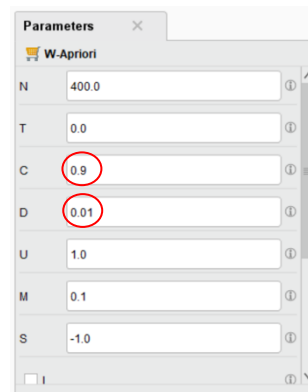 Parameters ×
W-Apriori
N 400.0
T 0.0
C 0.9
D 0.01
U 1.0
M 0.1
S -1.0
I